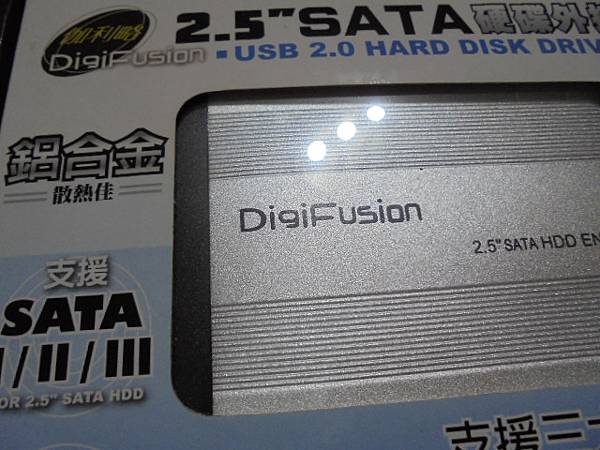 伽利略
DigiFusion
2.5"SATA硬碟外
USB 2.0 HARD DISK DRIV
鋁合金
散熱佳
DigiFusion
2.5" SATA HDD EN
支援
SATA
I/II/III
OR 2.5" SATA HDD
支援三